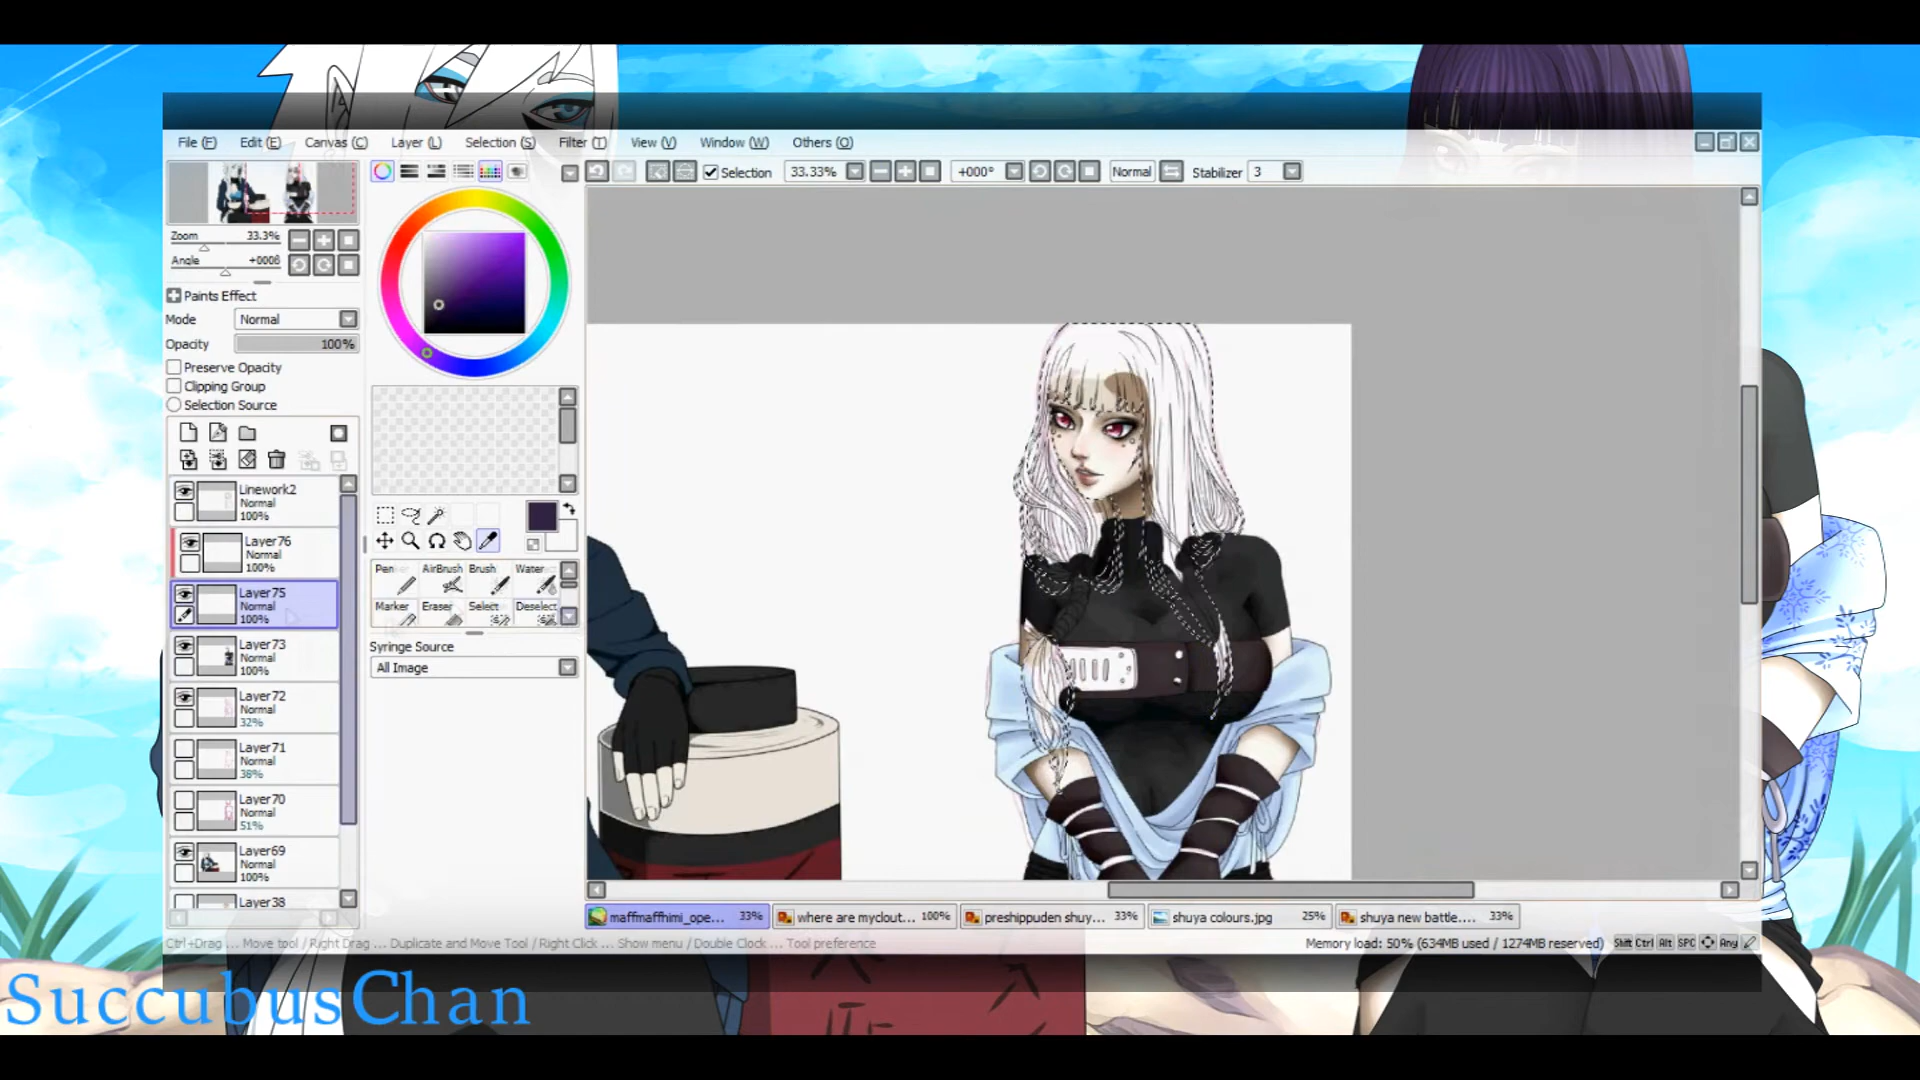 File (F) Edit (E) Canvas (C) Layer (L) Selection (S) Filter (T) View (V) Window (W) Others (O)
Selection 33.33% +000° Normal Stabilizer 3
Zoom 33.3%
Angle +000ß
Paints Effect
Mode Normal
Opacity 100%
Preserve Opacity
Clipping Group
Selection Source
Linework2
Normal
100%
Layer76
Normal
100%
Layer75
Normal
100%
Layer73
Normal
100%
Layer72
Normal
32%
Layer71
Normal
38%
Layer70
Normal
51%
Layer69
Normal
100%
Layer38
Pen AirBrush Brush Water
Marker Eraser Select Deselect
Syringe Source
All Image
maffmaffhimi_ope... 33% where are myclout... 100% preshippuden shuy... 33% shuya colours.jpg 25% shuya new battle.... 33%
Ctrl+Drag ... Move tool / Right Drag ... Duplicate and Move Tool / Right Click ... Show menu / Double Clock ... Tool preference
Memory load: 50% (634MB used / 1274MB reserved) Shift Ctrl Alt SPC Any
SuccubusChan